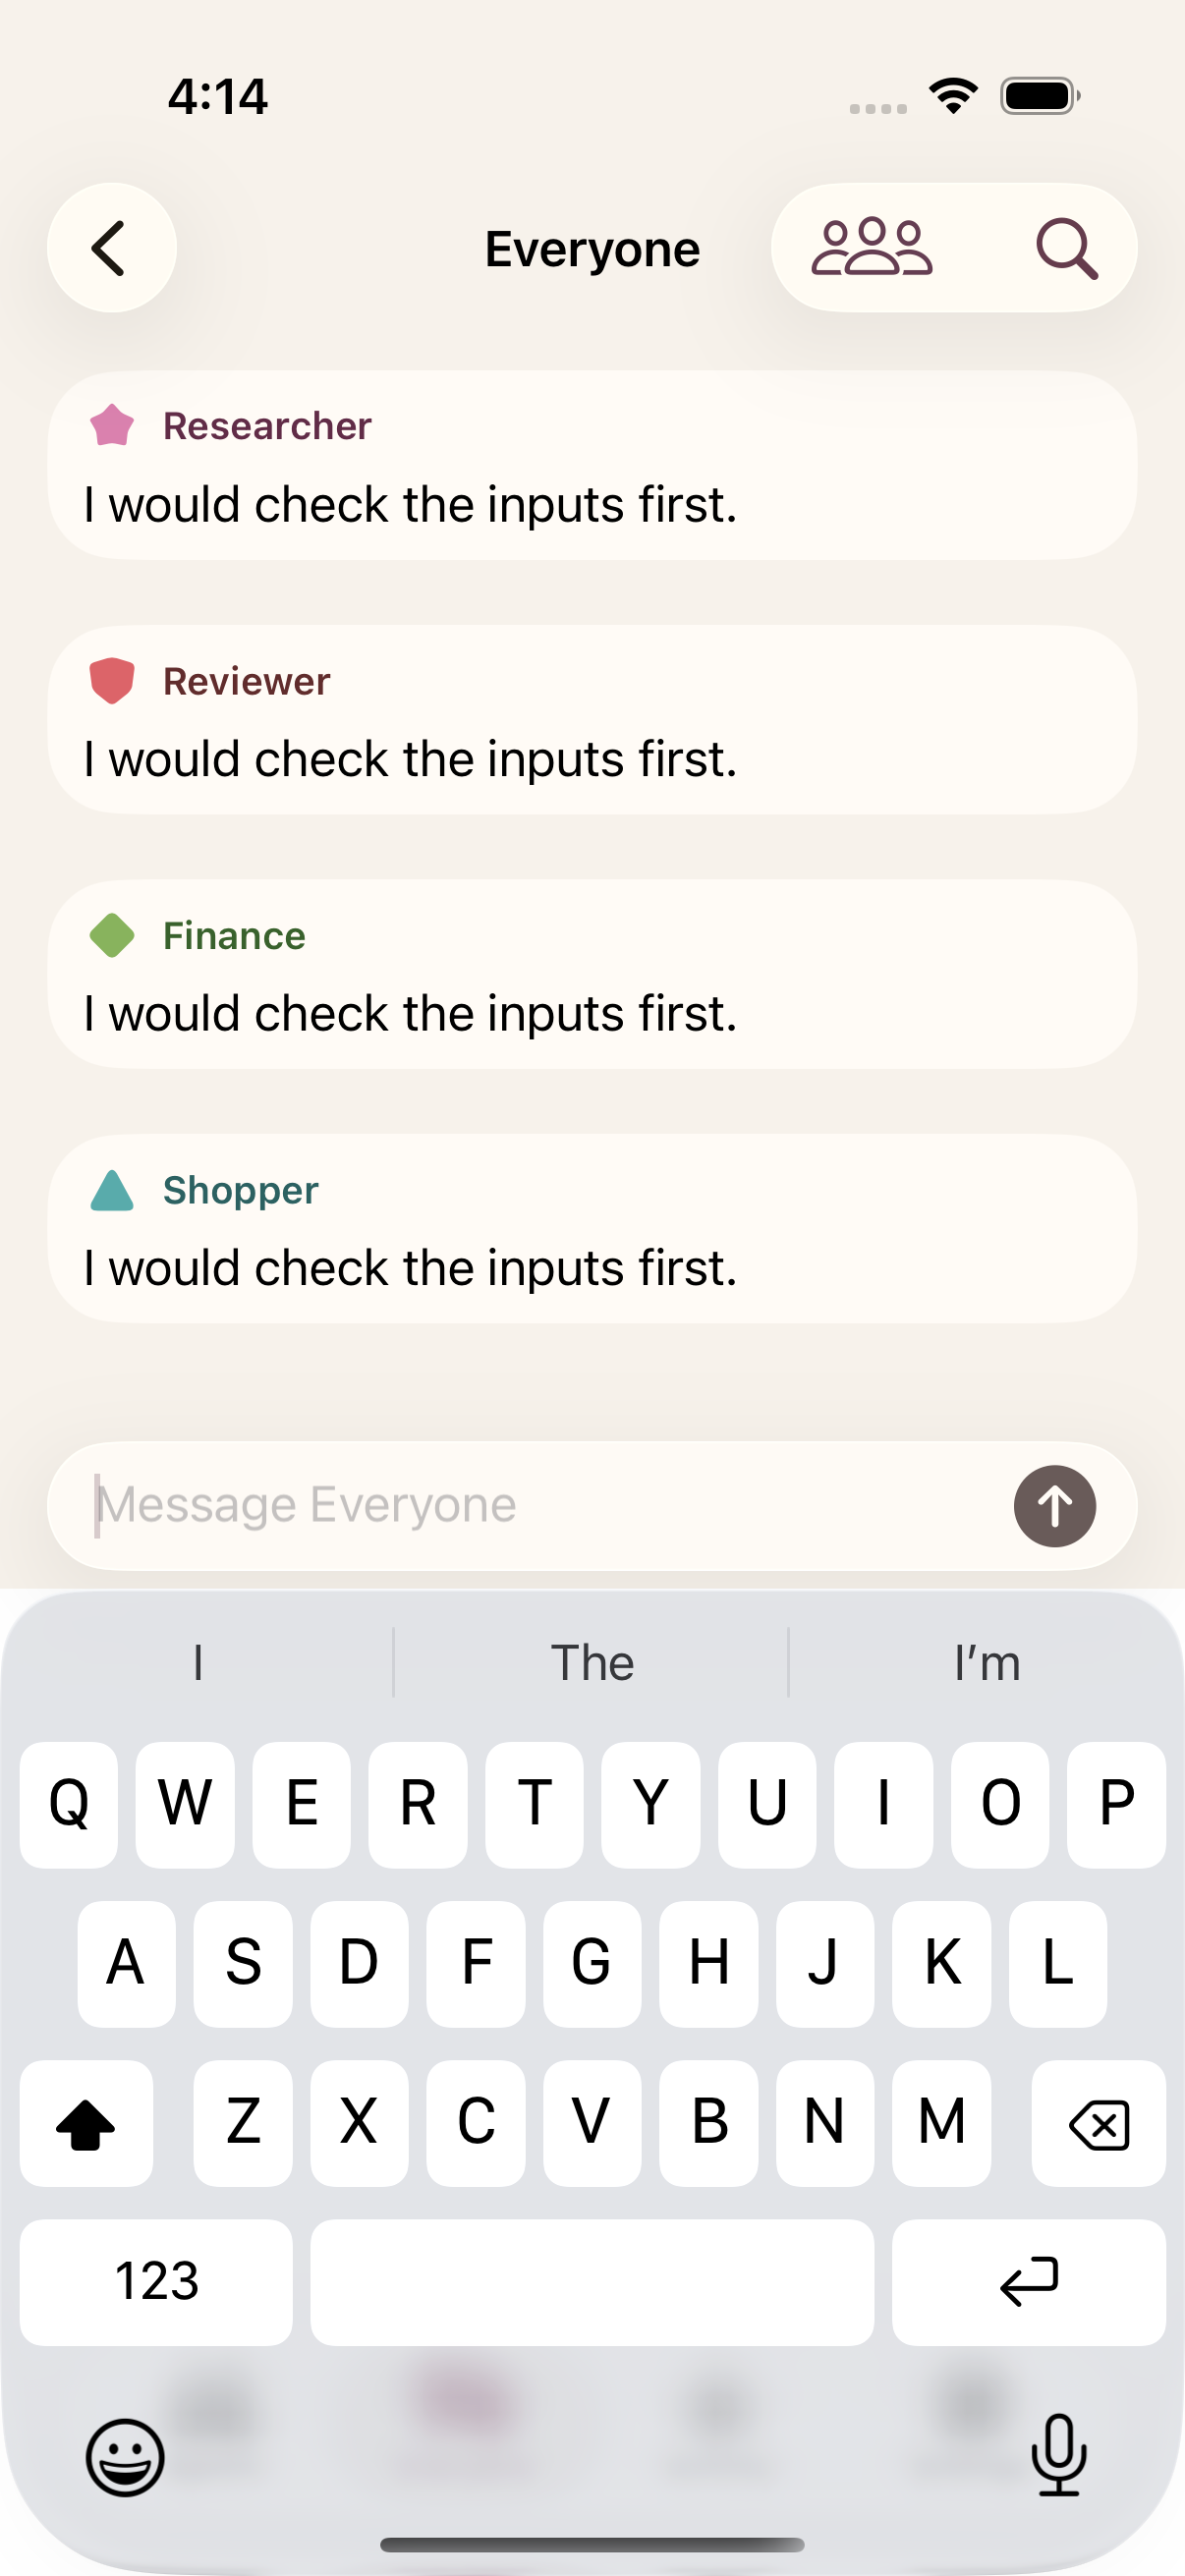 4:14
Everyone
Researcher
I would check the inputs first.
Reviewer
I would check the inputs first.
Finance
I would check the inputs first.
Shopper
I would check the inputs first.
Message Everyone
I The I’m
Q W E R T Y U I O P
A S D F G H J K L
Z X C V B N M
123